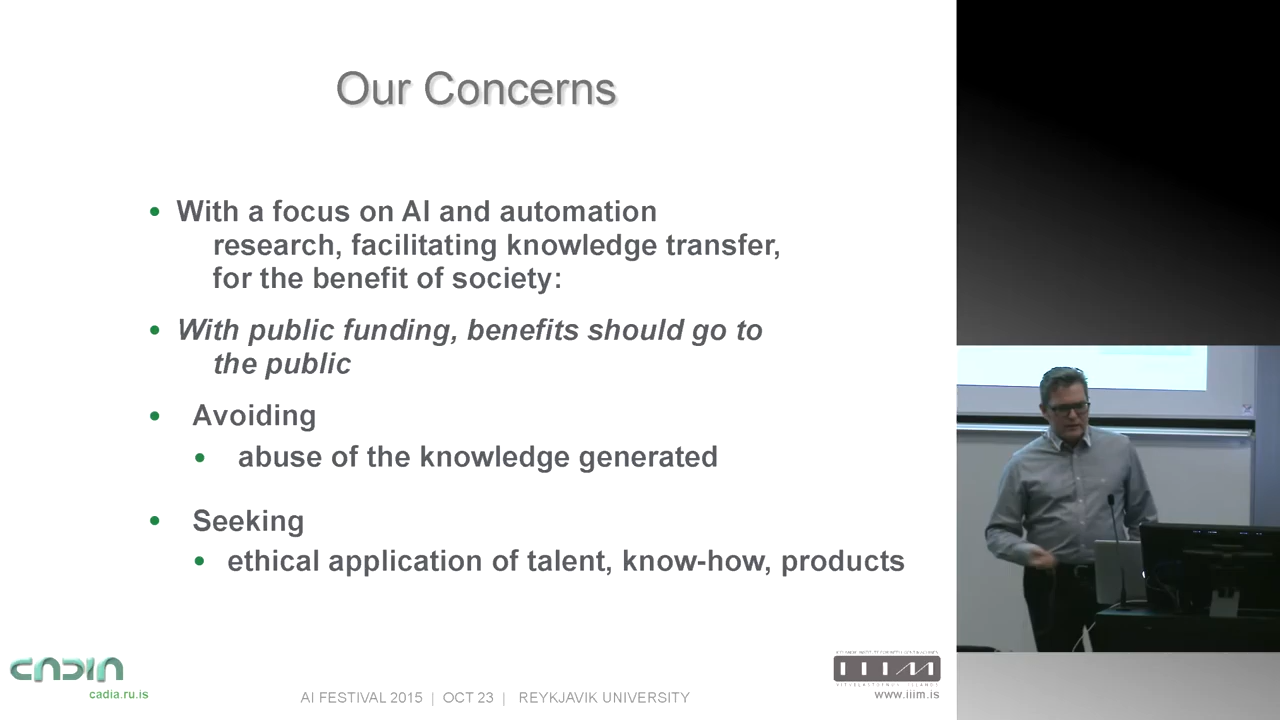 Our Concerns
• With a focus on AI and automation
research, facilitating knowledge transfer,
for the benefit of society:
• With public funding, benefits should go to
the public
• Avoiding
• abuse of the knowledge generated
• Seeking
• ethical application of talent, know-how, products
CADIA
cadia.ru.is
AI FESTIVAL 2015 | OCT 23 | REYKJAVIK UNIVERSITY
IIIM
www.iiim.is